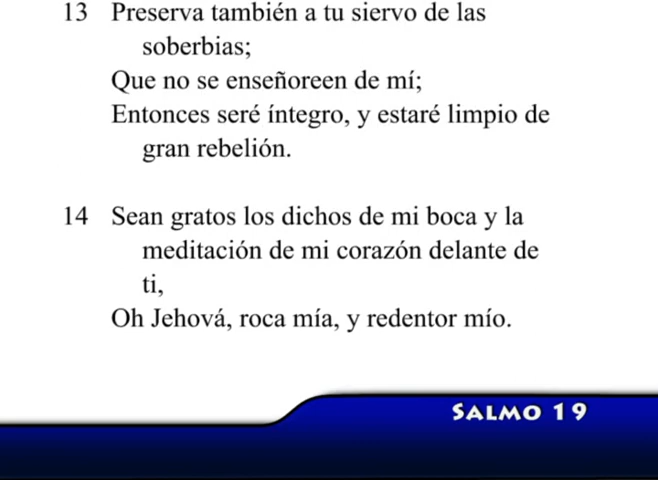 13 Preserva también a tu siervo de las
soberbias;
Que no se enseñoreen de mí;
Entonces seré íntegro, y estaré limpio de
gran rebelión.
14 Sean gratos los dichos de mi boca y la
meditación de mi corazón delante de
ti,
Oh Jehová, roca mía, y redentor mío.
SALMO 19